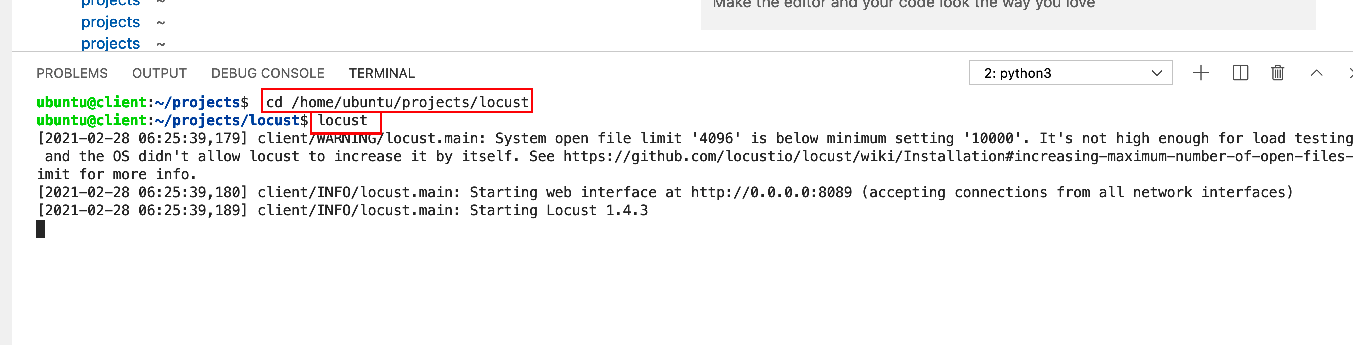 projects ~
Make the editor and your code look the way you love
projects ~
projects ~
PROBLEMS OUTPUT DEBUG CONSOLE TERMINAL 2: python3
ubuntu@client:~/projects$ cd /home/ubuntu/projects/locust
ubuntu@client:~/projects/locust$ locust
[2021-02-28 06:25:39,179] client/WARNING/locust.main: System open file limit '4096' is below minimum setting '10000'. It's not high enough for load testing
and the OS didn't allow locust to increase it by itself. See https://github.com/locustio/locust/wiki/Installation#increasing-maximum-number-of-open-files-
imit for more info.
[2021-02-28 06:25:39,180] client/INFO/locust.main: Starting web interface at http://0.0.0.0:8089 (accepting connections from all network interfaces)
[2021-02-28 06:25:39,189] client/INFO/locust.main: Starting Locust 1.4.3